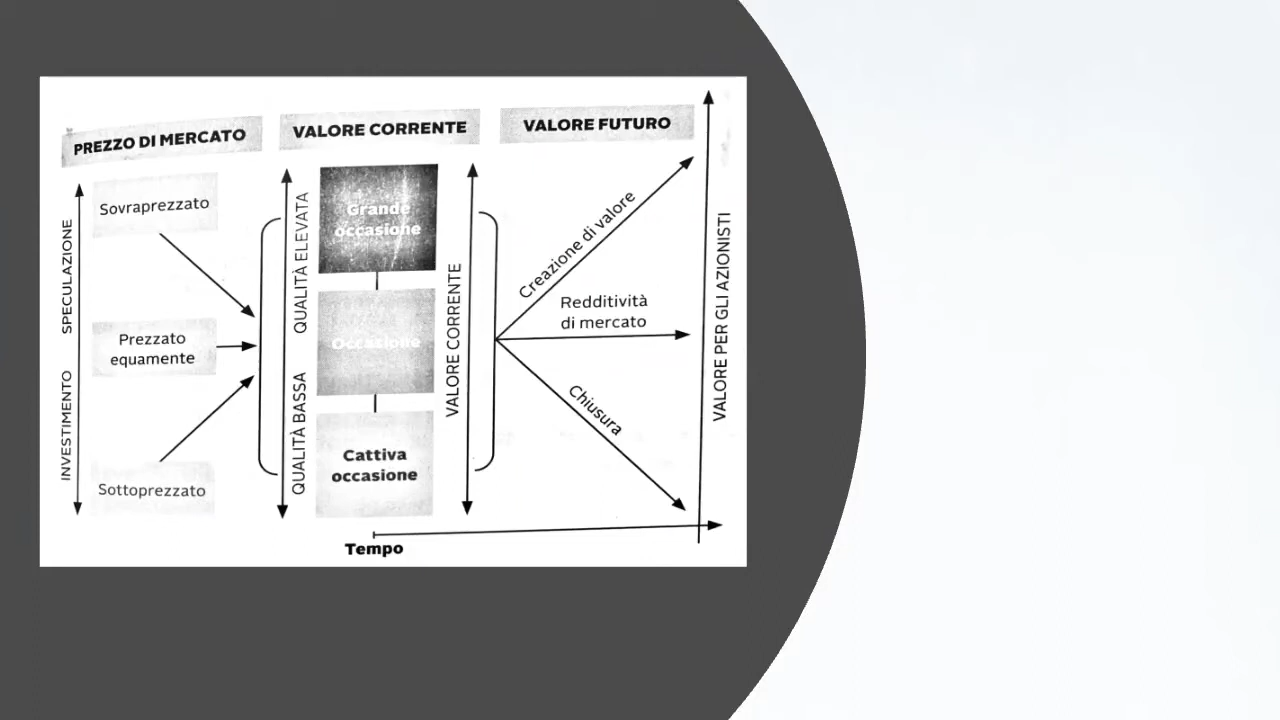 PREZZO DI MERCATO
VALORE CORRENTE
VALORE FUTURO
SPECULAZIONE
INVESTIMENTO
Sovraprezzato
Prezzato
equamente
Sottoprezzato
QUALITÀ ELEVATA
QUALITÀ BASSA
Grande
occasione
Occasione
Cattiva
occasione
VALORE CORRENTE
Creazione di valore
Redditività
di mercato
Chiusura
VALORE PER GLI AZIONISTI
Tempo